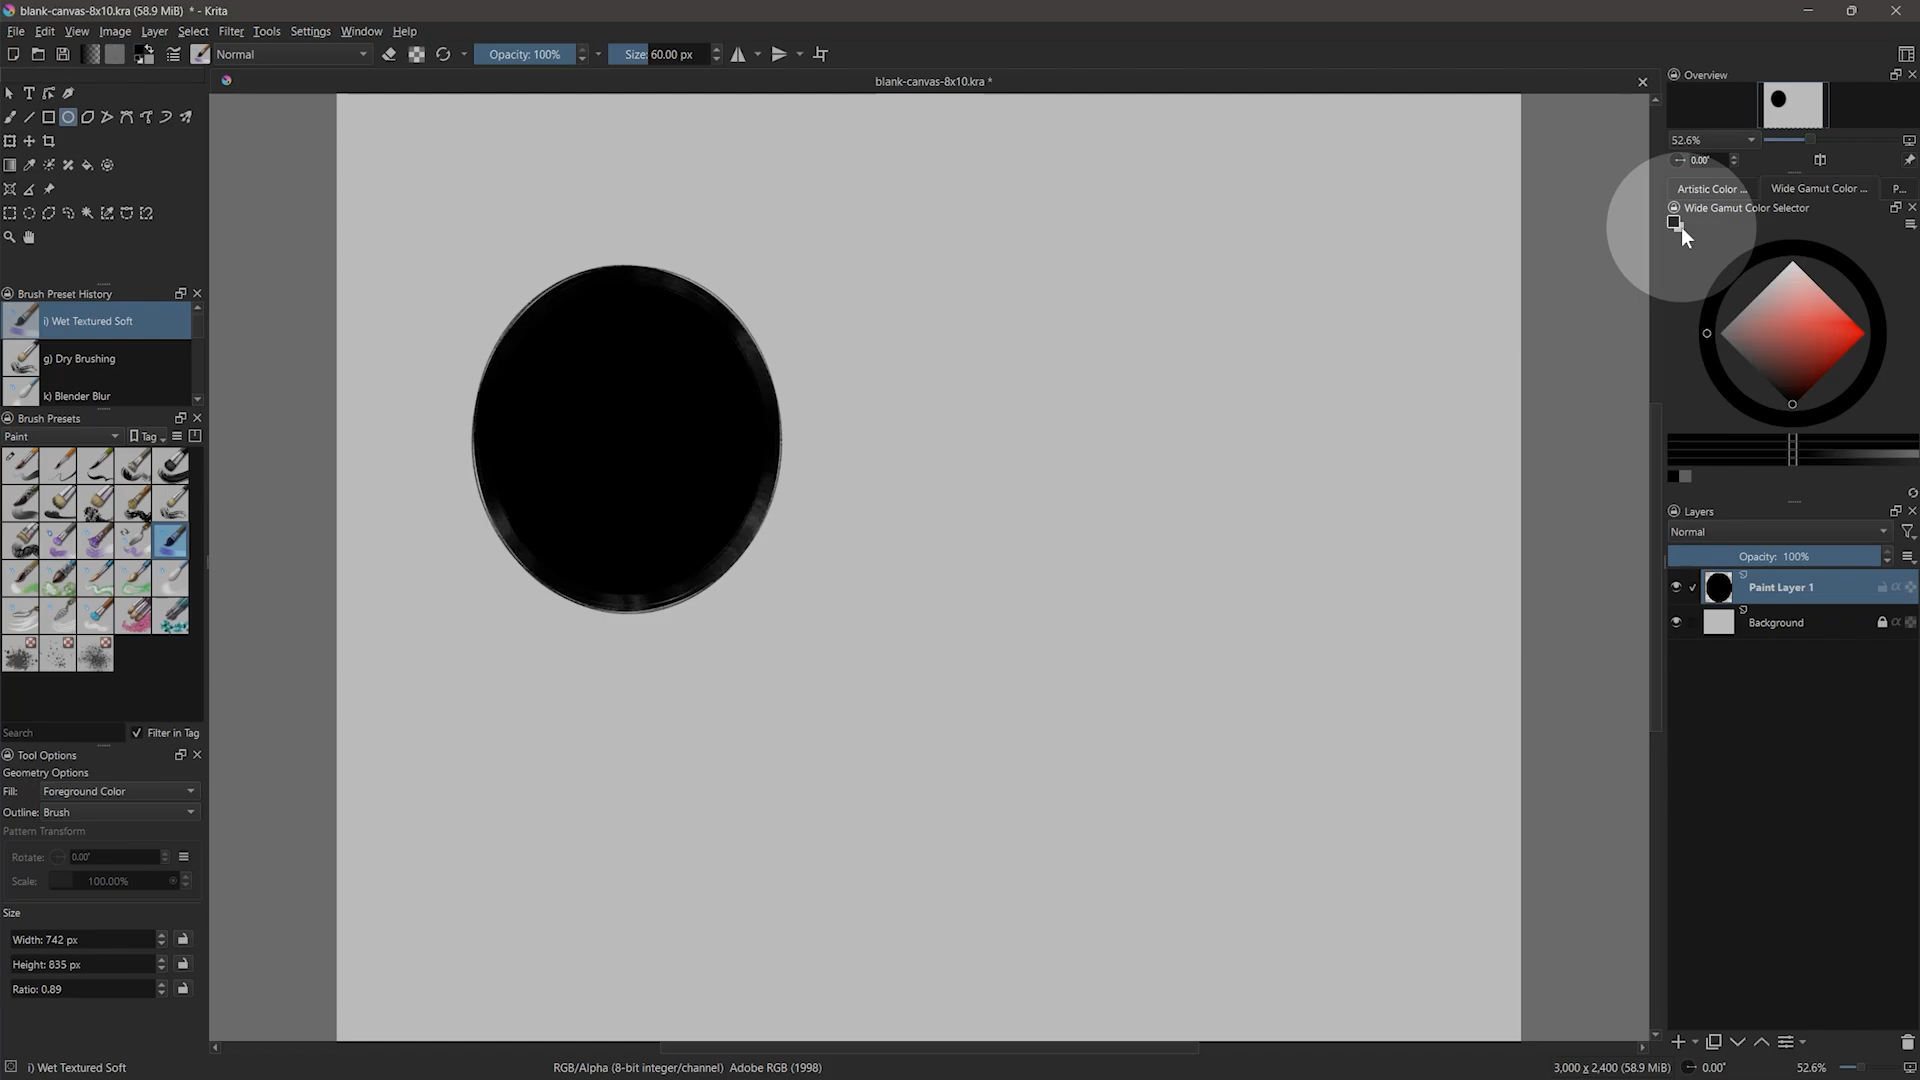 blank-canvas-8x10.kra (58.9 MiB) * - Krita
File Edit View Image Layer Select Filter Tools Settings Window Help
Normal
Opacity: 100%
Size: 60.00 px
blank-canvas-8x10.kra *
Overview
52.6%
0.00°
Artistic Color ...
Wide Gamut Color ...
P...
Wide Gamut Color Selector
Brush Preset History
i) Wet Textured Soft
g) Dry Brushing
k) Blender Blur
Brush Presets
Paint
Tag
Search
Filter in Tag
Tool Options
Geometry Options
Fill: Foreground Color
Outline: Brush
Pattern Transform
Rotate: 0.00°
Scale: 100.00%
Size
Width: 742 px
Height: 835 px
Ratio: 0.89
Layers
Normal
Opacity: 100%
Paint Layer 1
Background
i) Wet Textured Soft
RGB/Alpha (8-bit integer/channel) Adobe RGB (1998)
3,000 x 2,400 (58.9 MiB)
0.00°
52.6%